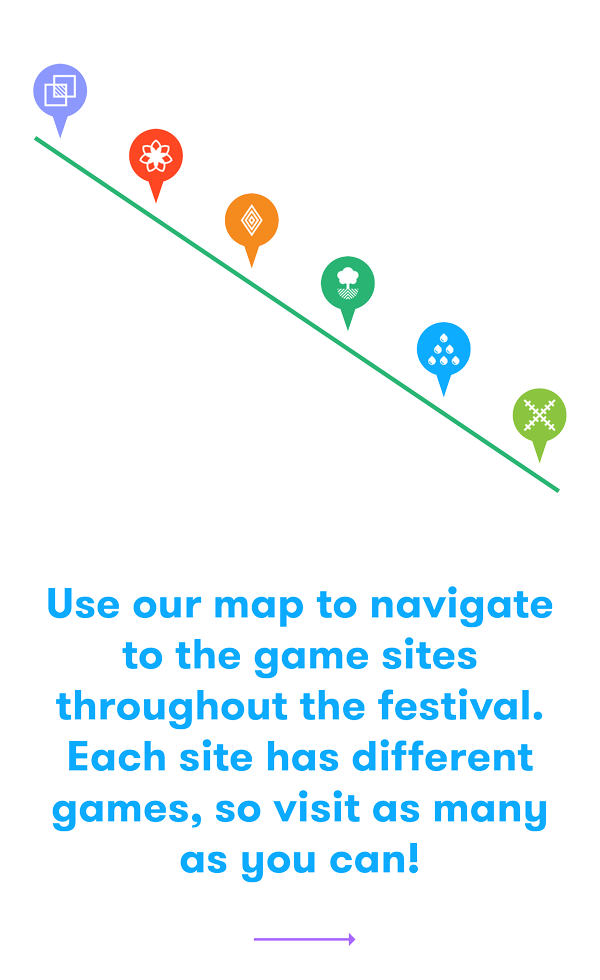 Use our map to navigate
to the game sites
throughout the festival.
Each site has different
games, so visit as many
as you can!